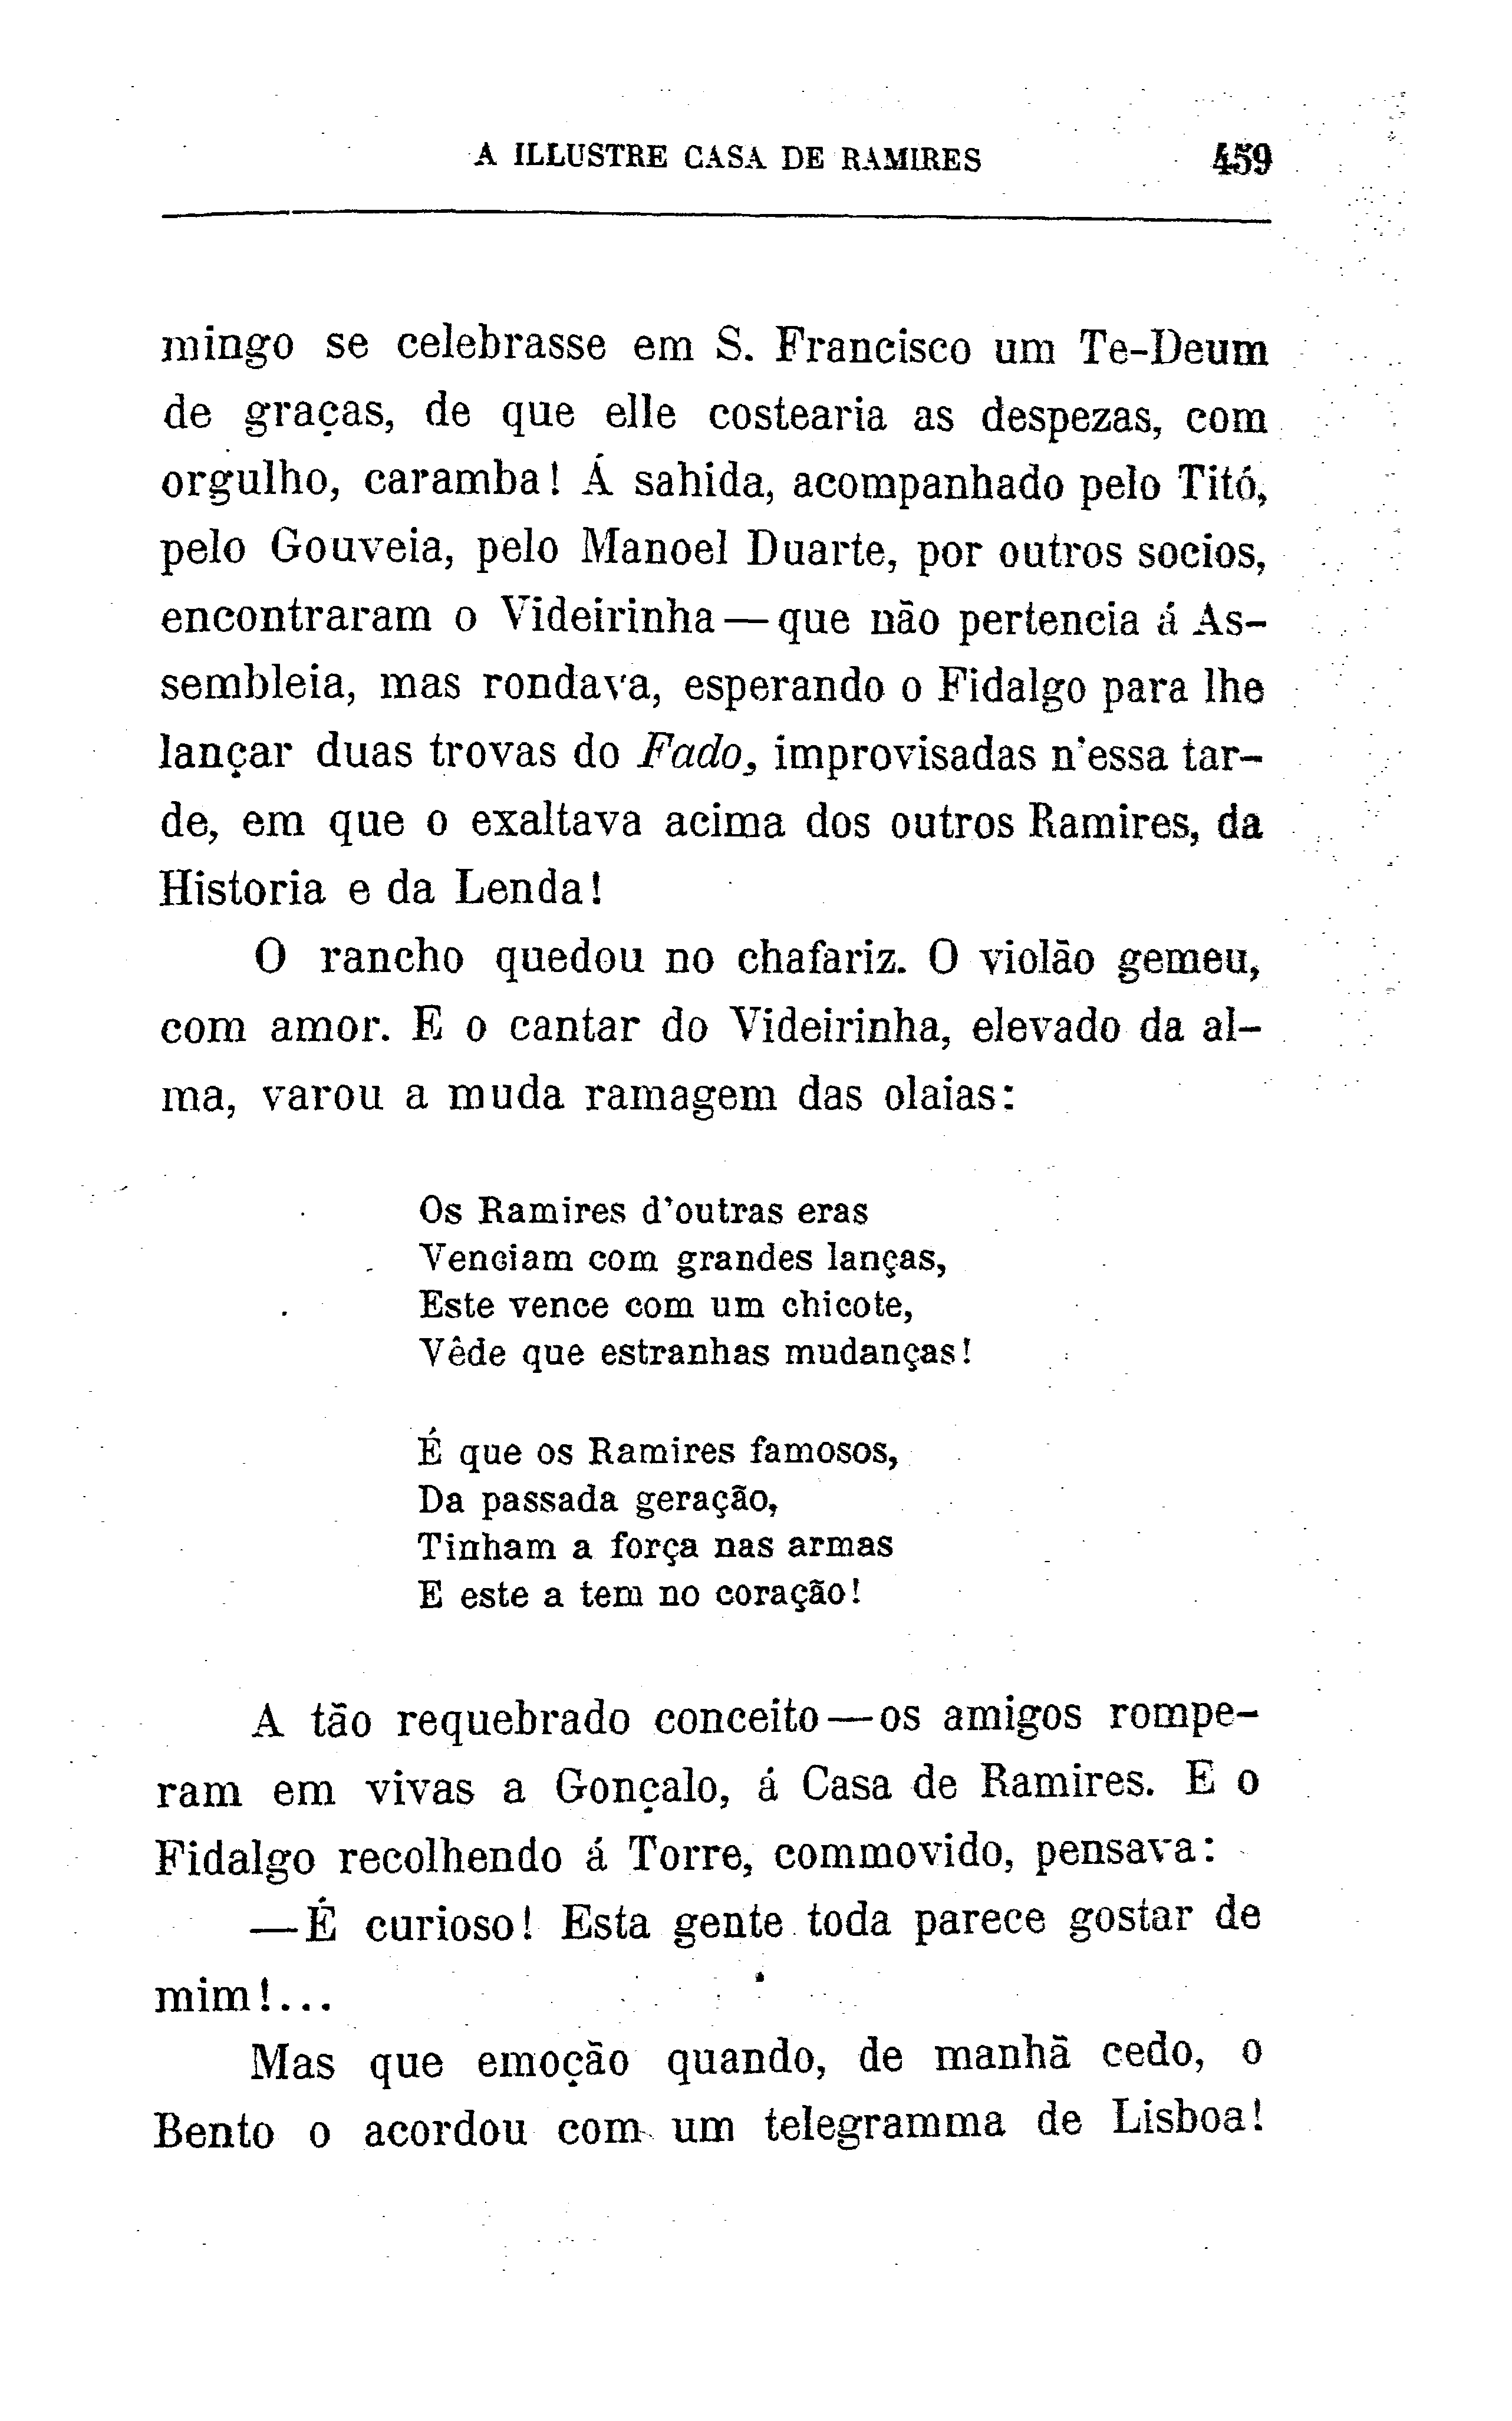 A ILLUSTRE CASA DE RAMIRES 459
mingo se celebrasse em S. Francisco um Te-Deum
de graças, de que elle costearia as despezas, com
orgulho, caramba! Á sahida, acompanhado pelo Titó,
pelo Gouveia, pelo Manoel Duarte, por outros socios,
encontraram o Videirinha—que não pertencia á As-
sembleia, mas rondava, esperando o Fidalgo para lhe
lançar duas trovas do Fado, improvisadas n'essa tar-
de, em que o exaltava acima dos outros Ramires, da
Historia e da Lenda!
O rancho quedou no chafariz. O violão gemeu,
com amor. E o cantar do Videirinha, elevado da al-
ma, varou a muda ramagem das olaias:
Os Ramires d'outras eras
Venciam com grandes lanças,
Este vence com um chicote,
Vêde que estranhas mudanças!
É que os Ramires famosos,
Da passada geração,
Tinham a força nas armas
E este a tem no coração!
A tão requebrado conceito—os amigos rompe-
ram em vivas a Gonçalo, á Casa de Ramires. E o
Fidalgo recolhendo á Torre, commovido, pensava:
—É curioso! Esta gente toda parece gostar de
mim!...
Mas que emoção quando, de manhã cedo, o
Bento o acordou com um telegramma de Lisboa!